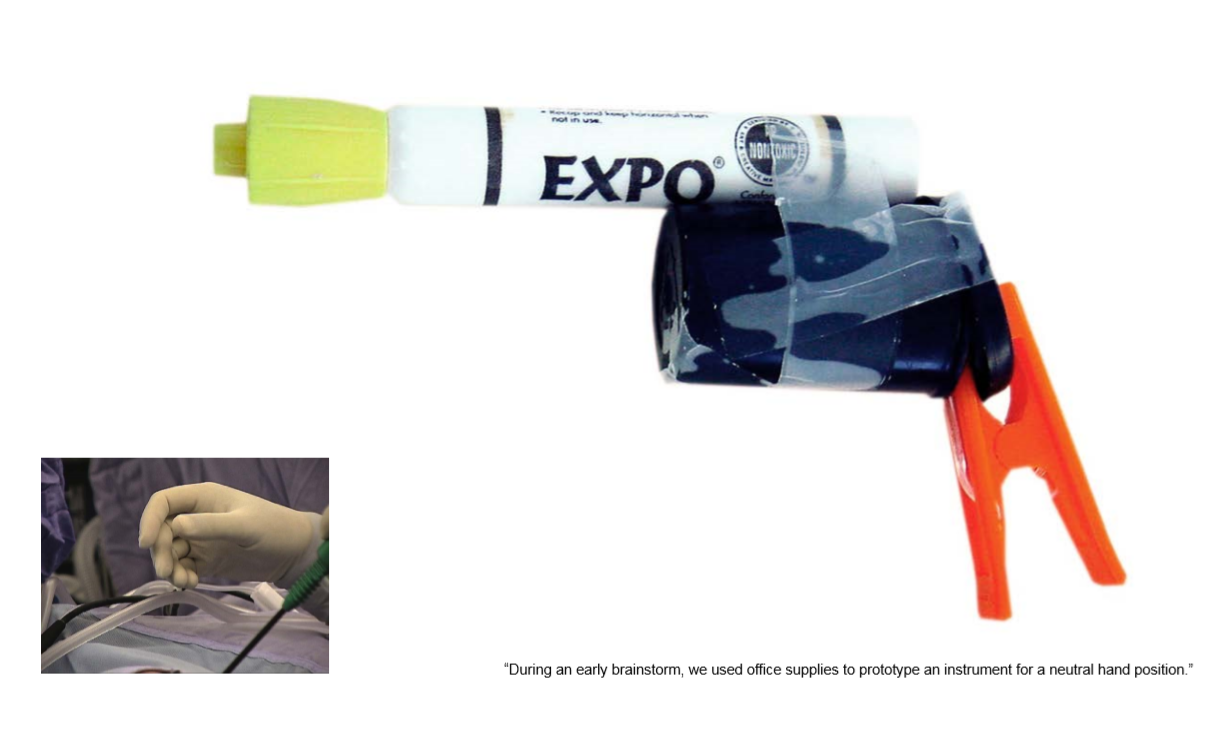 • Recap and keep horizontal when
not in use.
EXPO®
NONTOXIC
“During an early brainstorm, we used office supplies to prototype an instrument for a neutral hand position.”